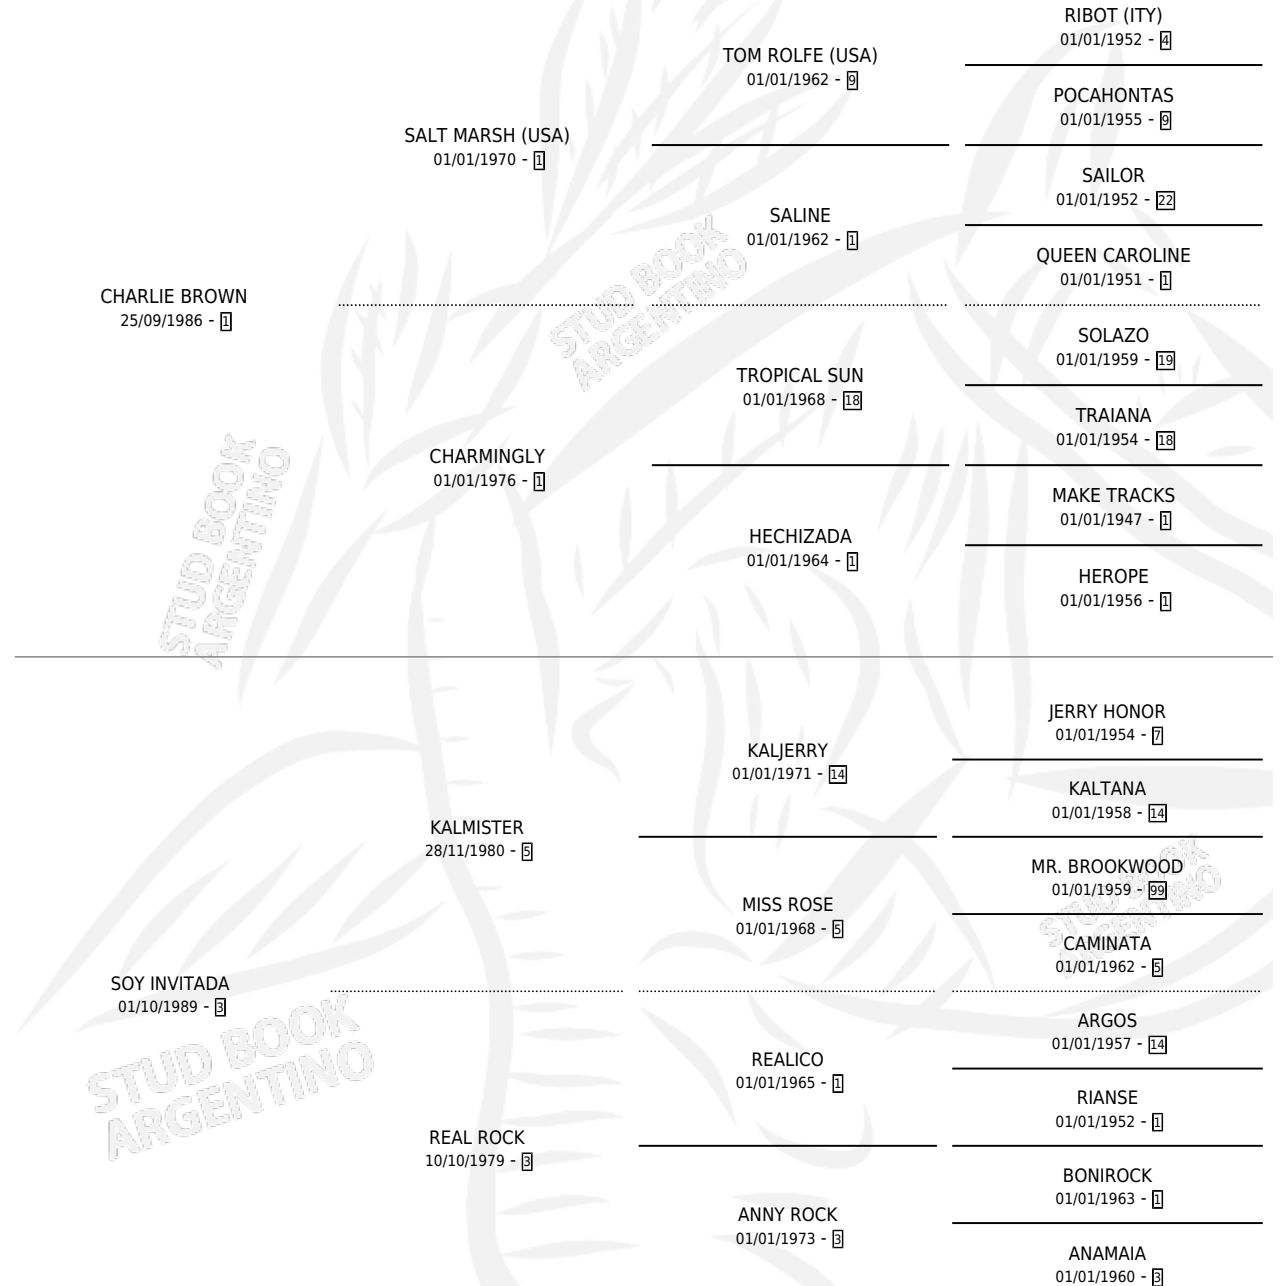 RIBOT (ITY)
01/01/1952 - 4
TOM ROLFE (USA)
01/01/1962 - 9
POCAHONTAS
01/01/1955 - 9
SALT MARSH (USA)
01/01/1970 - 1
SAILOR
01/01/1952 - 22
SALINE
01/01/1962 - 1
QUEEN CAROLINE
01/01/1951 - 1
CHARLIE BROWN
25/09/1986 - 1
SOLAZO
01/01/1959 - 19
TROPICAL SUN
01/01/1968 - 18
TRAIANA
01/01/1954 - 18
CHARMINGLY
01/01/1976 - 1
MAKE TRACKS
01/01/1947 - 1
HECHIZADA
01/01/1964 - 1
HEROPE
01/01/1956 - 1
STUD BOOK
ARGENTINO
STUD BOOK
ARGENTINO
JERRY HONOR
01/01/1954 - 7
KALJERRY
01/01/1971 - 14
KALTANA
01/01/1958 - 14
KALMISTER
28/11/1980 - 5
MR. BROOKWOOD
01/01/1959 - 99
MISS ROSE
01/01/1968 - 5
CAMINATA
01/01/1962 - 5
STUD BOOK
ARGENTINO
SOY INVITADA
01/10/1989 - 3
ARGOS
01/01/1957 - 14
REALICO
01/01/1965 - 1
RIANSE
01/01/1952 - 1
REAL ROCK
10/10/1979 - 3
BONIROCK
01/01/1963 - 1
ANNY ROCK
01/01/1973 - 3
ANAMAIA
01/01/1960 - 3
STUD BOOK
ARGENTINO